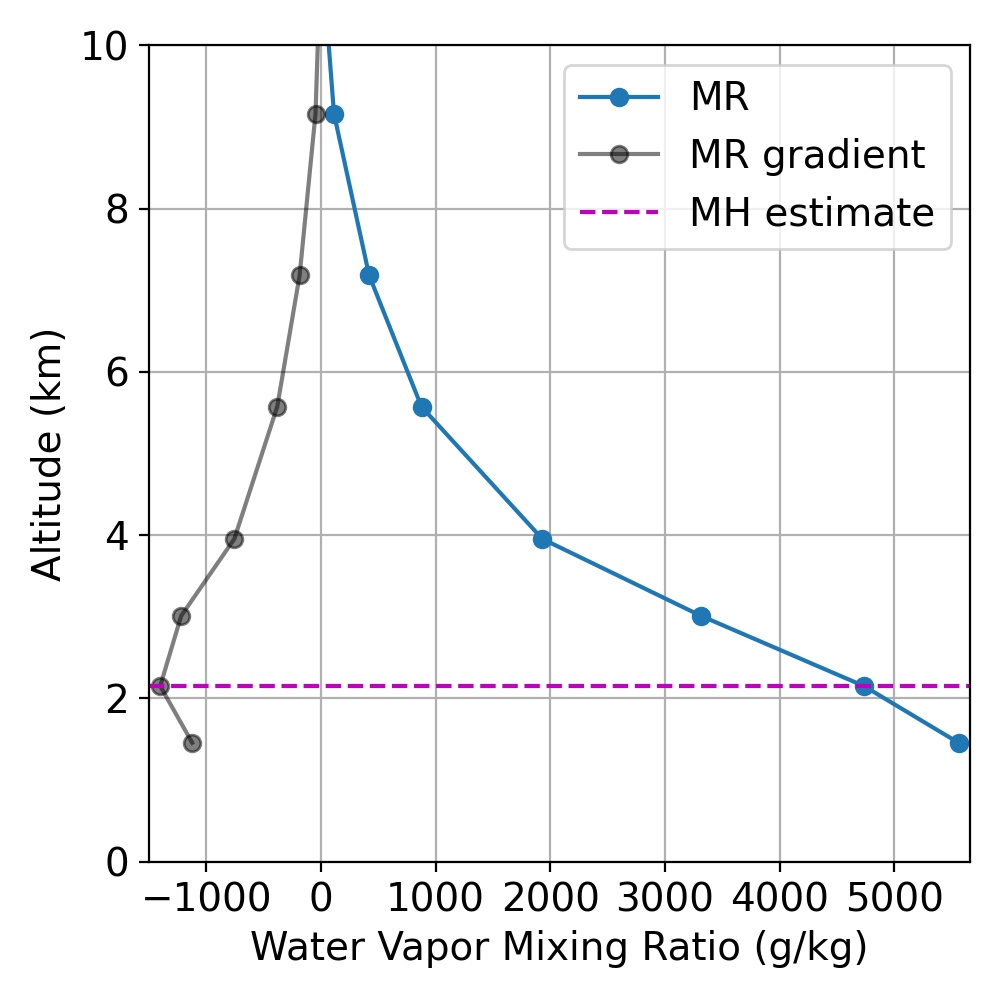 10
8
6
4
2
0
Altitude (km)
MR
MR gradient
MH estimate
−1000 0 1000 2000 3000 4000 5000
Water Vapor Mixing Ratio (g/kg)